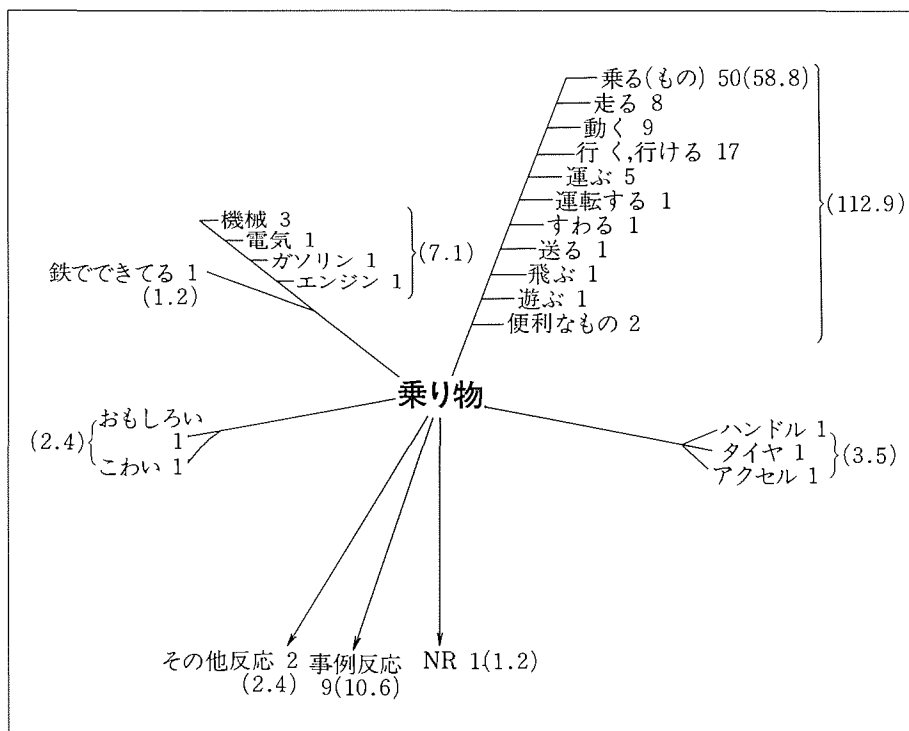 乗る(もの) 50(58.8)
走る 8
動く 9
行く,行ける 17
運ぶ 5
運転する 1
すわる 1
送る 1
飛ぶ 1
遊ぶ 1
便利なもの 2
(112.9)
機械 3
電気 1
ガソリン 1
エンジン 1
(7.1)
鉄でできてる 1
(1.2)
乗り物
おもしろい
1
こわい 1
(2.4)
ハンドル 1
タイヤ 1
アクセル 1
(3.5)
その他反応 2
(2.4)
事例反応
9(10.6)
NR 1(1.2)